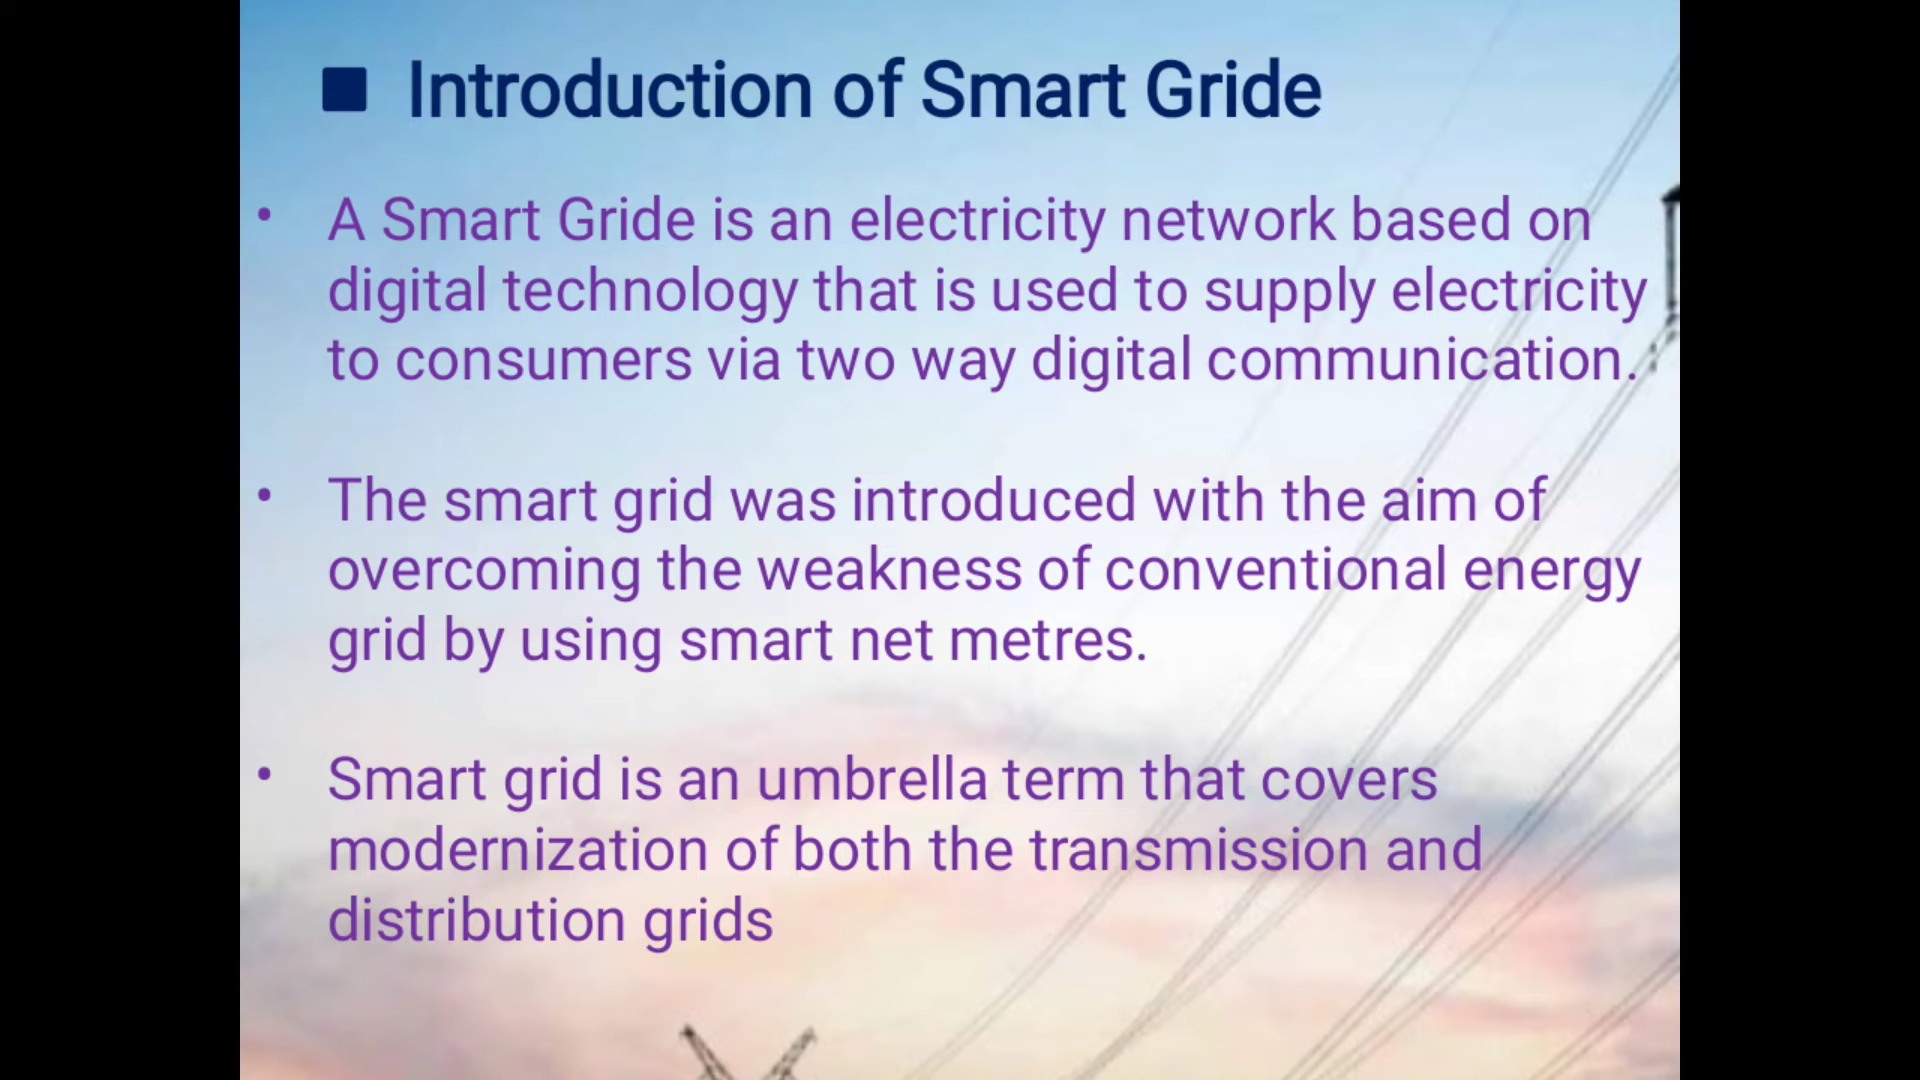 ■ Introduction of Smart Gride
• A Smart Gride is an electricity network based on
digital technology that is used to supply electricity
to consumers via two way digital communication.
• The smart grid was introduced with the aim of
overcoming the weakness of conventional energy
grid by using smart net metres.
• Smart grid is an umbrella term that covers
modernization of both the transmission and
distribution grids